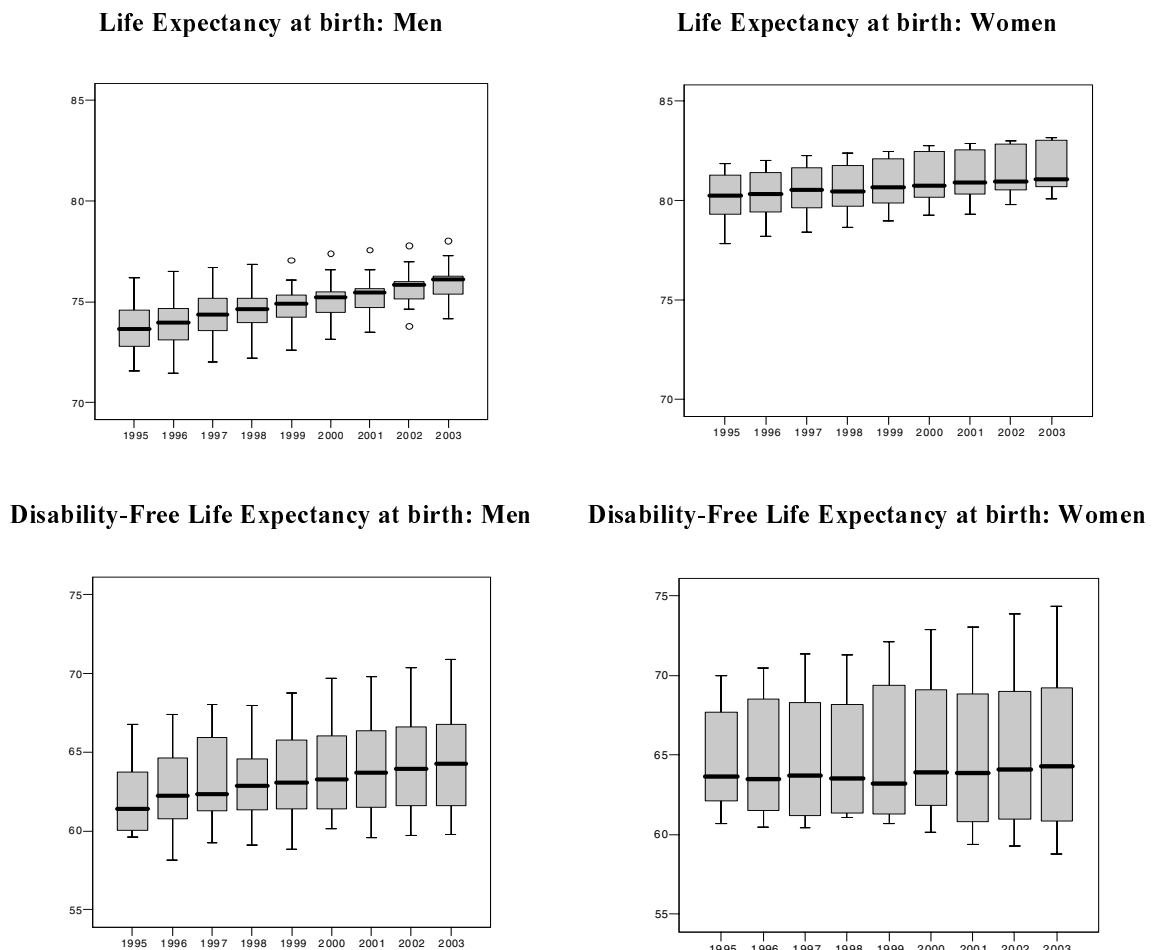 Life Expectancy at birth: Men
85
80
75
70
1995 1996 1997 1998 1999 2000 2001 2002 2003
Life Expectancy at birth: Women
85
80
75
70
1995 1996 1997 1998 1999 2000 2001 2002 2003
Disability-Free Life Expectancy at birth: Men
75
70
65
60
55
1995 1996 1997 1998 1999 2000 2001 2002 2003
Disability-Free Life Expectancy at birth: Women
75
70
65
60
55
1995 1996 1997 1998 1999 2000 2001 2002 2003